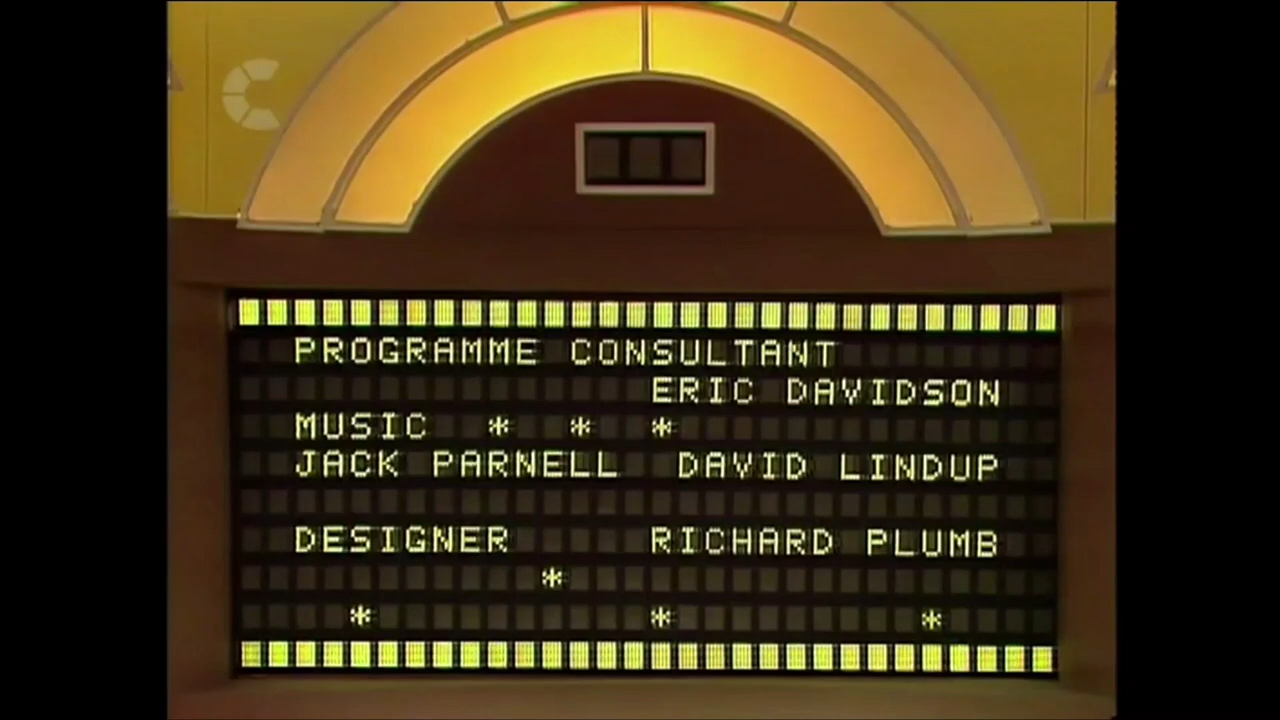 PROGRAMME CONSULTANT
ERIC DAVIDSON
MUSIC * * *
JACK PARNELL DAVID LINDUP
DESIGNER RICHARD PLUMB
*
* * *